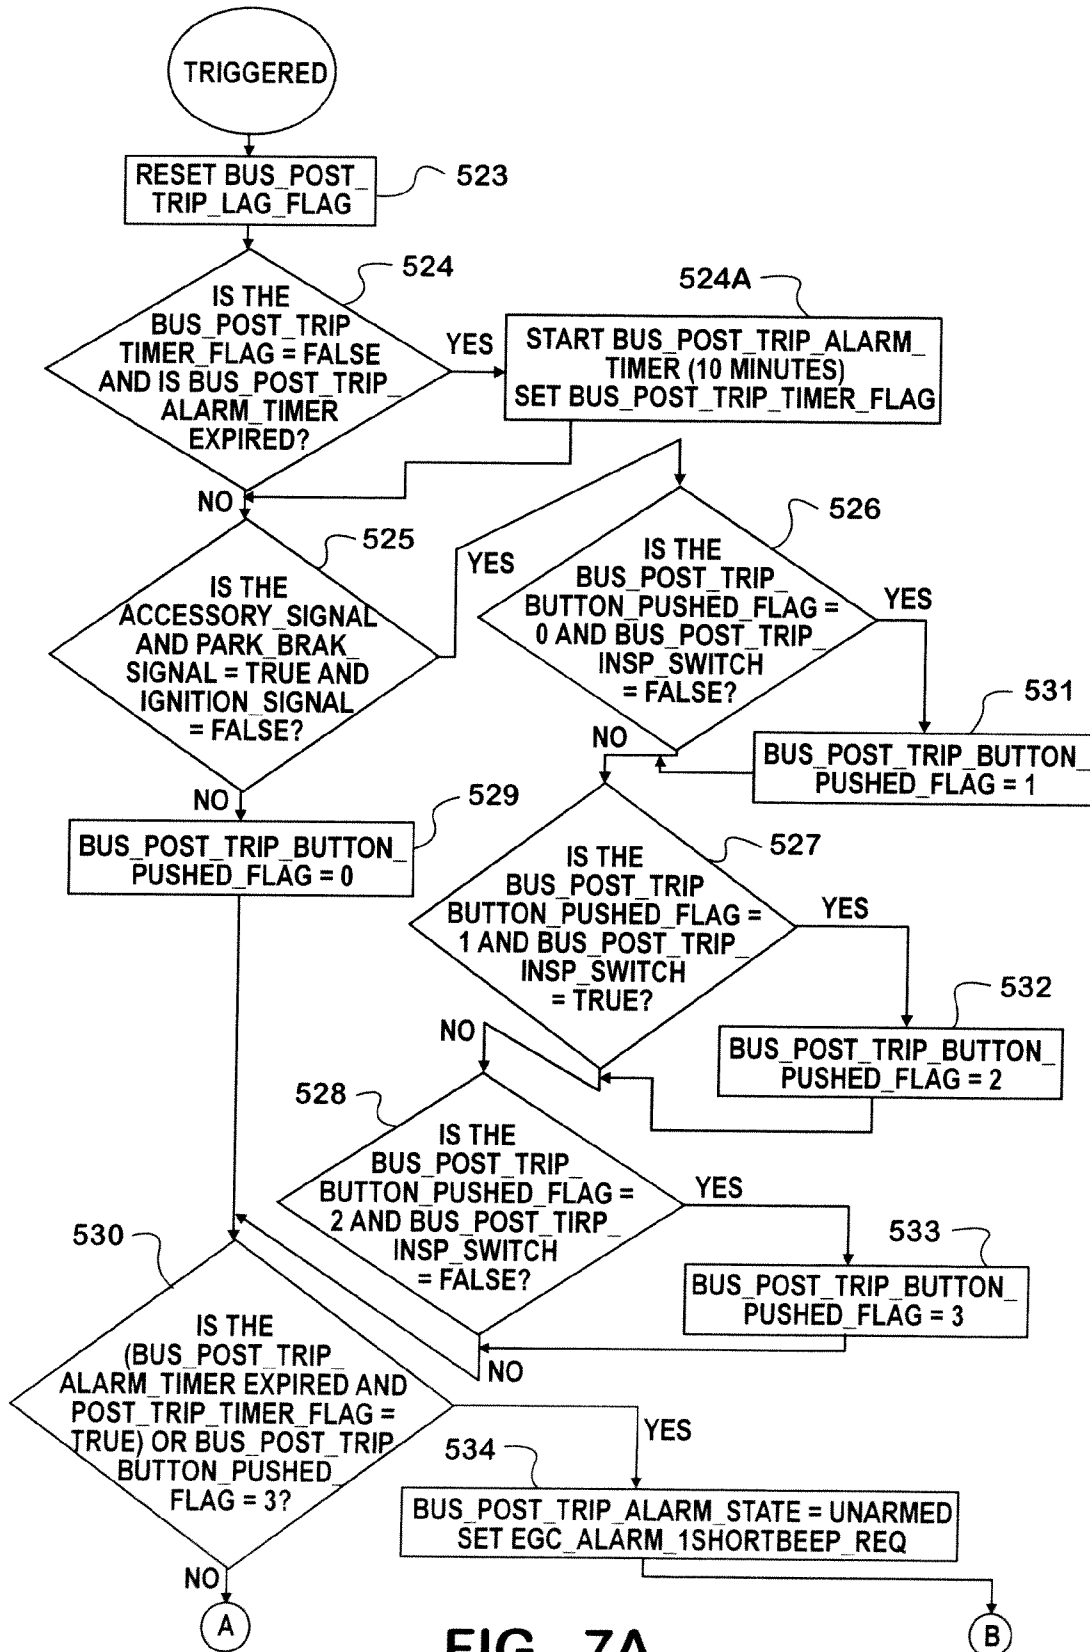 TRIGGERED
RESET BUS_POST_
TRIP_LAG_FLAG
523
524
IS THE
BUS_POST_TRIP
TIMER_FLAG = FALSE
AND IS BUS_POST_TRIP_
ALARM_TIMER
EXPIRED?
YES
524A
START BUS_POST_TRIP_ALARM_
TIMER (10 MINUTES)
SET BUS_POST_TRIP_TIMER_FLAG
NO
525
IS THE
ACCESSORY_SIGNAL
AND PARK_BRAK_
SIGNAL = TRUE AND
IGNITION_SIGNAL
= FALSE?
YES
526
IS THE
BUS_POST_TRIP_
BUTTON_PUSHED_FLAG =
0 AND BUS_POST_TRIP_
INSP_SWITCH
= FALSE?
YES
531
BUS_POST_TRIP_BUTTON_
PUSHED_FLAG = 1
NO
NO
529
BUS_POST_TRIP_BUTTON_
PUSHED_FLAG = 0
527
IS THE
BUS_POST_TRIP
BUTTON_PUSHED_FLAG =
1 AND BUS_POST_TRIP_
INSP_SWITCH
= TRUE?
YES
532
BUS_POST_TRIP_BUTTON_
PUSHED_FLAG = 2
NO
528
IS THE
BUS_POST_TRIP_
BUTTON_PUSHED_FLAG =
2 AND BUS_POST_TIRP_
INSP_SWITCH
= FALSE?
YES
533
BUS_POST_TRIP_BUTTON_
PUSHED_FLAG = 3
NO
530
IS THE
(BUS_POST_TRIP_
ALARM_TIMER EXPIRED AND
POST_TRIP_TIMER_FLAG =
TRUE) OR BUS_POST_TRIP
BUTTON_PUSHED_
FLAG = 3?
YES
534
BUS_POST_TRIP_ALARM_STATE = UNARMED
SET EGC_ALARM_1SHORTBEEP_REQ
NO
A
B
FIG. 7A